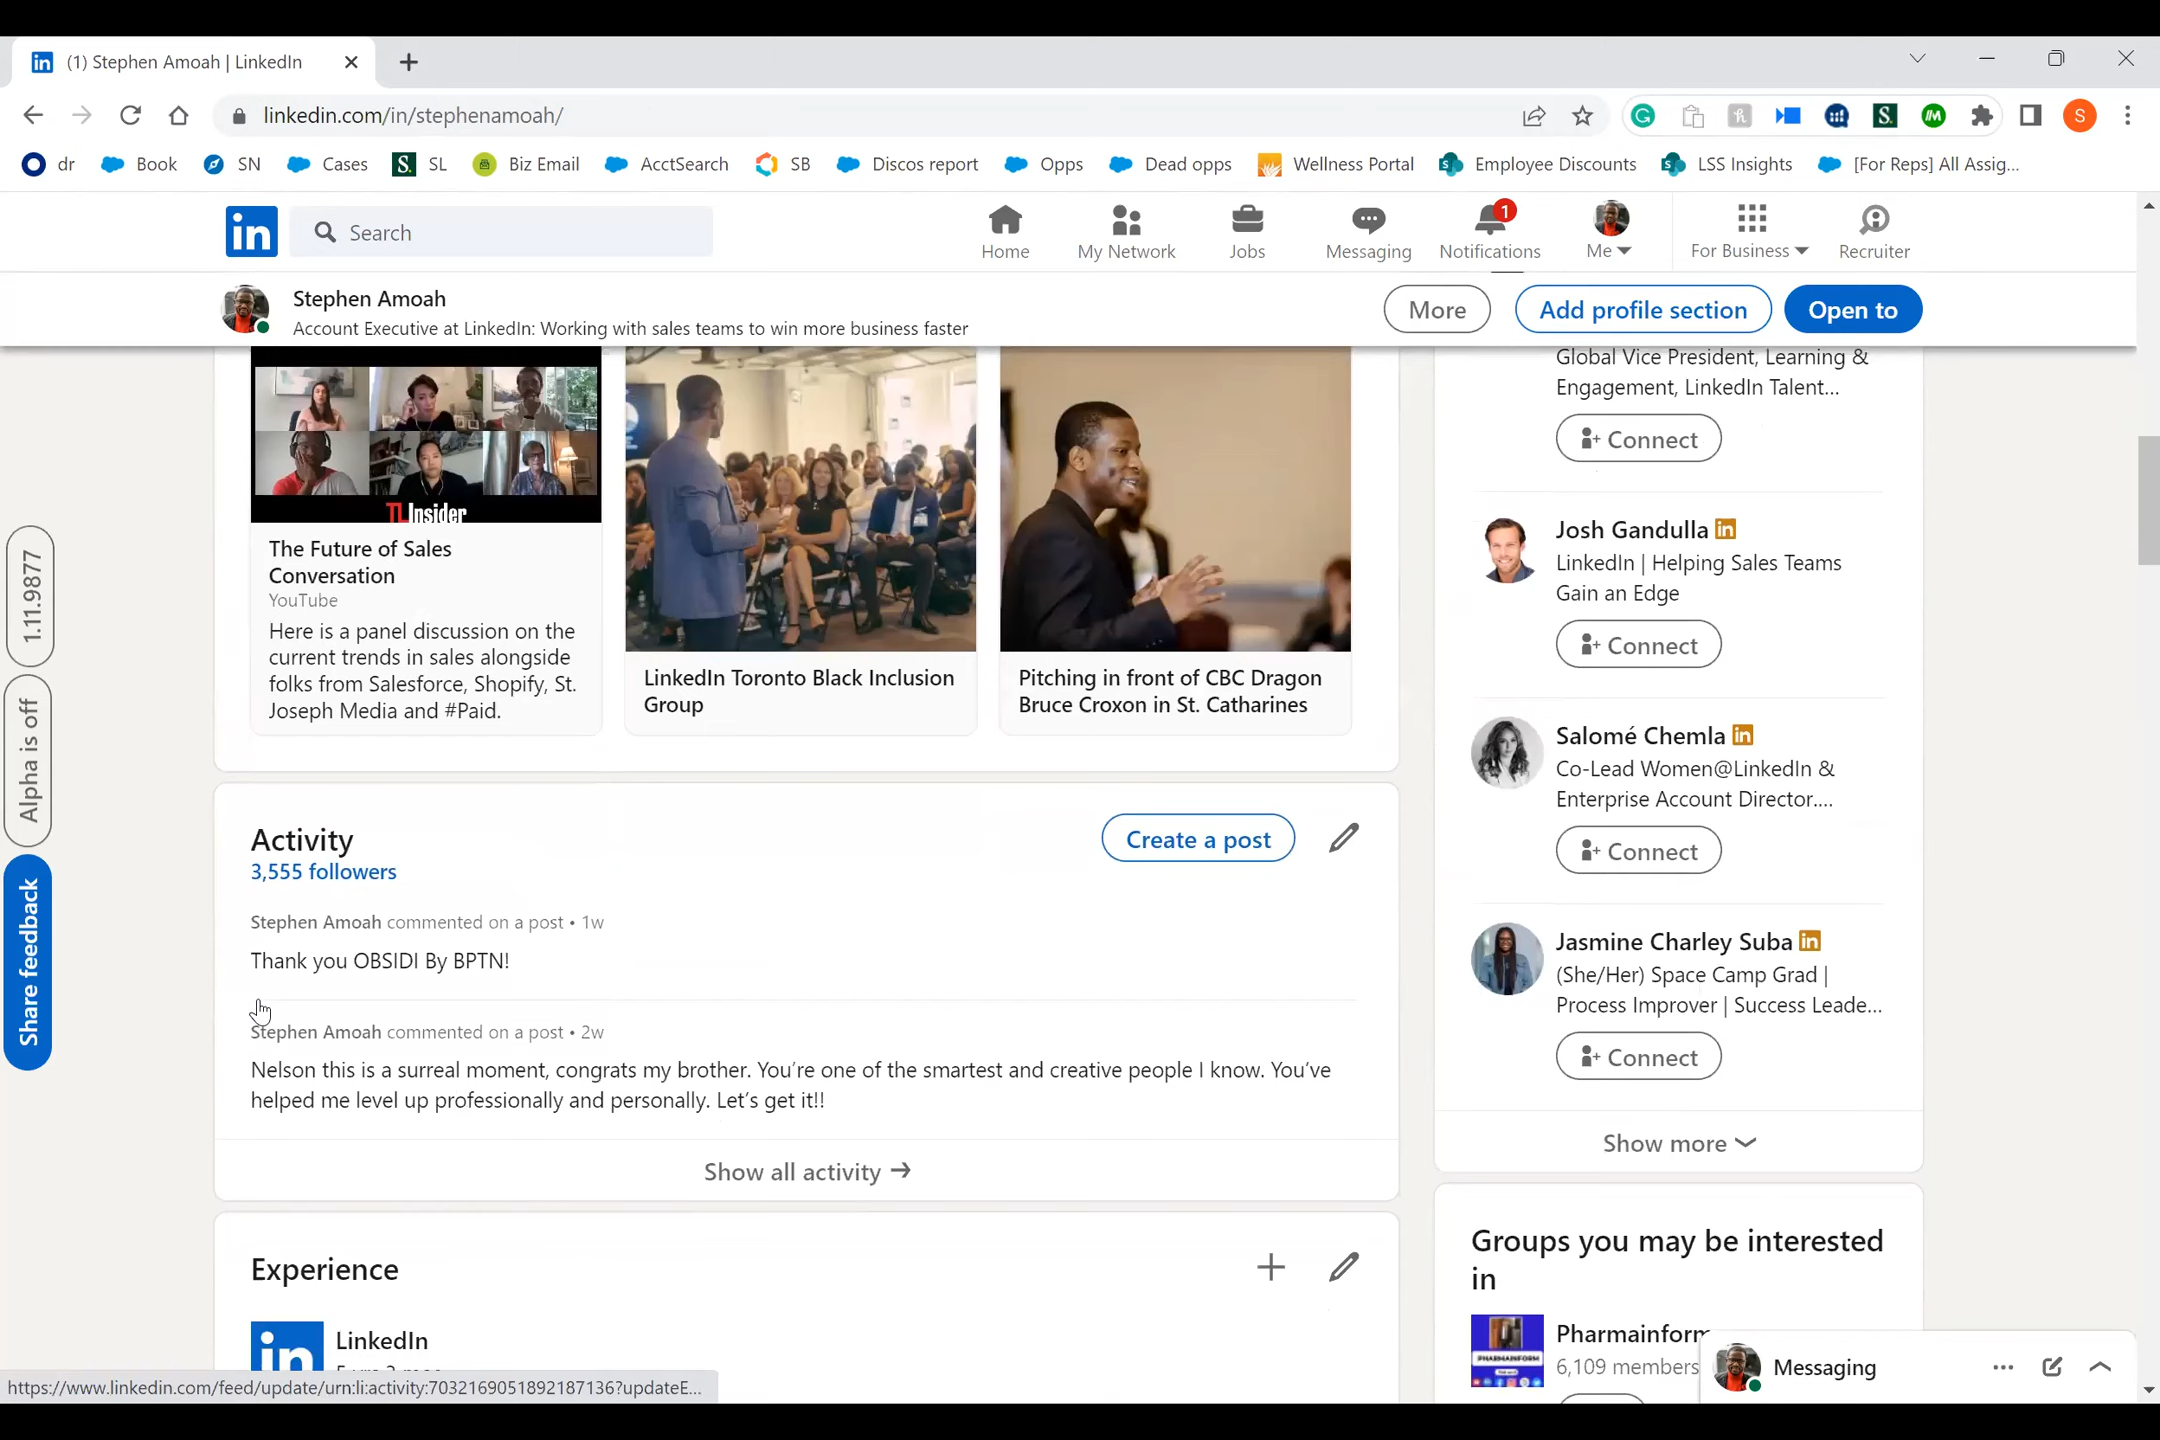 (1) Stephen Amoah | LinkedIn
linkedin.com/in/stephenamoah/
S
dr
Book
SN
Cases
SL
Biz Email
AcctSearch
SB
Discos report
Opps
Dead opps
Wellness Portal
Employee Discounts
LSS Insights
[For Reps] All Assig...
in
Search
Home
My Network
Jobs
Messaging
1
Notifications
Me
For Business
Recruiter
Stephen Amoah
Account Executive at LinkedIn: Working with sales teams to win more business faster
More
Add profile section
Open to
TLInsider
The Future of Sales
Conversation
YouTube
Here is a panel discussion on the
current trends in sales alongside
folks from Salesforce, Shopify, St.
Joseph Media and #Paid.
LinkedIn Toronto Black Inclusion
Group
Pitching in front of CBC Dragon
Bruce Croxon in St. Catharines
Activity
3,555 followers
Create a post
Stephen Amoah commented on a post • 1w
Thank you OBSIDI By BPTN!
Stephen Amoah commented on a post • 2w
Nelson this is a surreal moment, congrats my brother. You’re one of the smartest and creative people I know. You’ve
helped me level up professionally and personally. Let’s get it!!
Show all activity
Experience
in
LinkedIn
https://www.linkedin.com/feed/update/urn:li:activity:7032169051892187136?updateE...
Global Vice President, Learning &
Engagement, LinkedIn Talent...
Connect
Josh Gandulla in
LinkedIn | Helping Sales Teams
Gain an Edge
Connect
Salomé Chemla in
Co-Lead Women@LinkedIn &
Enterprise Account Director....
Connect
Jasmine Charley Suba in
(She/Her) Space Camp Grad |
Process Improver | Success Leade...
Connect
Show more
Groups you may be interested
in
PHARMAINFORM
Pharmainform
6,109 members
Messaging
1.11.9877
Alpha is off
Share feedback